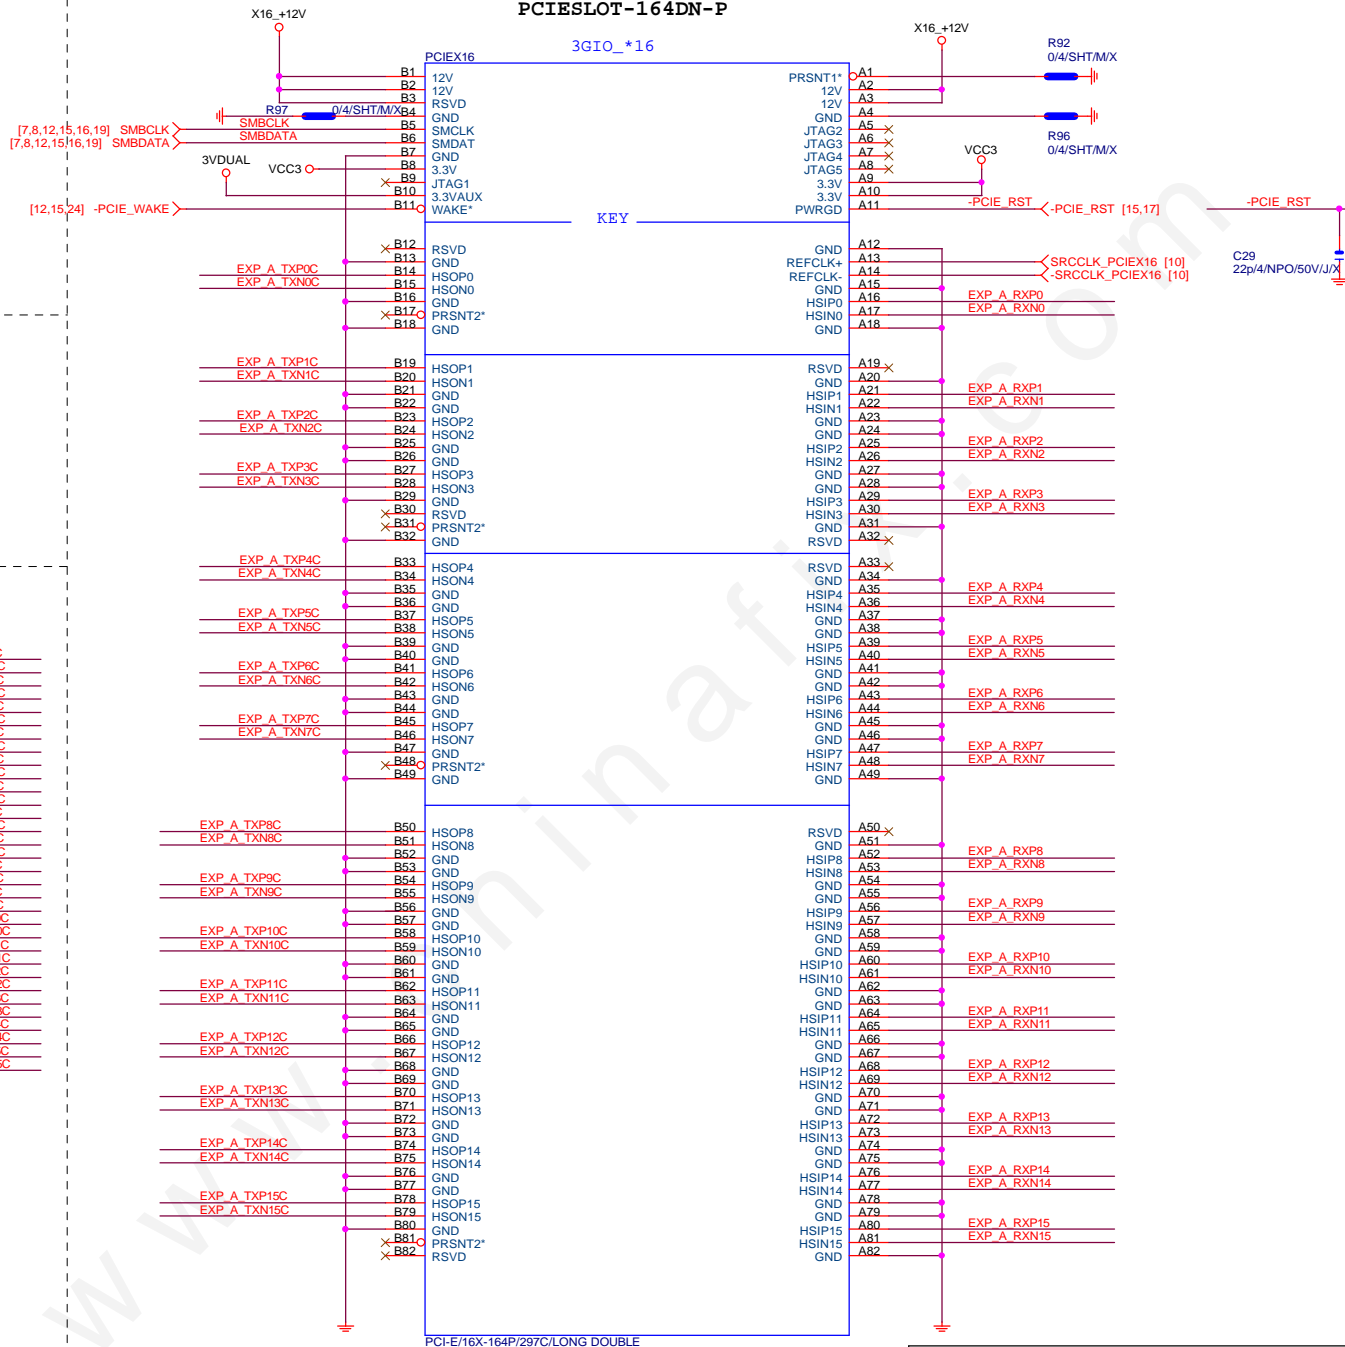 PCIESLOT-164DN-P
X16_+12V
3GIO_*16
X16_+12V
R92
0/4/SHT/M/X
PCIEX16
B1 12V PRSNT1* A1
B2 12V 12V A2
B3 RSVD 12V A3
R97 0/4/SHT/M/X B4 GND GND A4
[7,8,12,15,16,19] SMBCLK SMBCLK B5 SMCLK JTAG2 A5
[7,8,12,15,16,19] SMBDATA SMBDATA B6 SMDAT JTAG3 A6
R96
0/4/SHT/M/X
B7 GND JTAG4 A7
3VDUAL VCC3 B8 3.3V JTAG5 A8 VCC3
B9 JTAG1 3.3V A9
B10 3.3VAUX 3.3V A10
[12,15,24] -PCIE_WAKE B11 WAKE* PWRGD A11 -PCIE_RST -PCIE_RST [15,17] -PCIE_RST
KEY
B12 RSVD GND A12
B13 GND REFCLK+ A13 SRCCLK_PCIEX16 [10]
C29
22p/4/NPO/50V/J/X
EXP_A_TXP0C B14 HSOP0 REFCLK- A14 -SRCCLK_PCIEX16 [10]
EXP_A_TXN0C B15 HSON0 GND A15
B16 GND HSIP0 A16 EXP_A_RXP0
B17 PRSNT2* HSIN0 A17 EXP_A_RXN0
B18 GND GND A18
EXP_A_TXP1C B19 HSOP1 RSVD A19
EXP_A_TXN1C B20 HSON1 GND A20
B21 GND HSIP1 A21 EXP_A_RXP1
B22 GND HSIN1 A22 EXP_A_RXN1
EXP_A_TXP2C B23 HSOP2 GND A23
EXP_A_TXN2C B24 HSON2 GND A24
B25 GND HSIP2 A25 EXP_A_RXP2
B26 GND HSIN2 A26 EXP_A_RXN2
EXP_A_TXP3C B27 HSOP3 GND A27
EXP_A_TXN3C B28 HSON3 GND A28
B29 GND HSIP3 A29 EXP_A_RXP3
B30 RSVD HSIN3 A30 EXP_A_RXN3
B31 PRSNT2* GND A31
B32 GND RSVD A32
EXP_A_TXP4C B33 HSOP4 RSVD A33
EXP_A_TXN4C B34 HSON4 GND A34
B35 GND HSIP4 A35 EXP_A_RXP4
B36 GND HSIN4 A36 EXP_A_RXN4
EXP_A_TXP5C B37 HSOP5 GND A37
EXP_A_TXN5C B38 HSON5 GND A38
B39 GND HSIP5 A39 EXP_A_RXP5
B40 GND HSIN5 A40 EXP_A_RXN5
EXP_A_TXP6C B41 HSOP6 GND A41
EXP_A_TXN6C B42 HSON6 GND A42
B43 GND HSIP6 A43 EXP_A_RXP6
B44 GND HSIN6 A44 EXP_A_RXN6
EXP_A_TXP7C B45 HSOP7 GND A45
EXP_A_TXN7C B46 HSON7 GND A46
B47 GND HSIP7 A47 EXP_A_RXP7
B48 PRSNT2* HSIN7 A48 EXP_A_RXN7
B49 GND GND A49
EXP_A_TXP8C B50 HSOP8 RSVD A50
EXP_A_TXN8C B51 HSON8 GND A51
B52 GND HSIP8 A52 EXP_A_RXP8
B53 GND HSIN8 A53 EXP_A_RXN8
EXP_A_TXP9C B54 HSOP9 GND A54
EXP_A_TXN9C B55 HSON9 GND A55
B56 GND HSIP9 A56 EXP_A_RXP9
B57 GND HSIN9 A57 EXP_A_RXN9
EXP_A_TXP10C B58 HSOP10 GND A58
EXP_A_TXN10C B59 HSON10 GND A59
B60 GND HSIP10 A60 EXP_A_RXP10
B61 GND HSIN10 A61 EXP_A_RXN10
EXP_A_TXP11C B62 HSOP11 GND A62
EXP_A_TXN11C B63 HSON11 GND A63
B64 GND HSIP11 A64 EXP_A_RXP11
B65 GND HSIN11 A65 EXP_A_RXN11
EXP_A_TXP12C B66 HSOP12 GND A66
EXP_A_TXN12C B67 HSON12 GND A67
B68 GND HSIP12 A68 EXP_A_RXP12
B69 GND HSIN12 A69 EXP_A_RXN12
EXP_A_TXP13C B70 HSOP13 GND A70
EXP_A_TXN13C B71 HSON13 GND A71
B72 GND HSIP13 A72 EXP_A_RXP13
B73 GND HSIN13 A73 EXP_A_RXN13
EXP_A_TXP14C B74 HSOP14 GND A74
EXP_A_TXN14C B75 HSON14 GND A75
B76 GND HSIP14 A76 EXP_A_RXP14
B77 GND HSIN14 A77 EXP_A_RXN14
EXP_A_TXP15C B78 HSOP15 GND A78
EXP_A_TXN15C B79 HSON15 GND A79
B80 GND HSIP15 A80 EXP_A_RXP15
B81 PRSNT2* HSIN15 A81 EXP_A_RXN15
B82 RSVD GND A82
PCI-E/16X-164P/297C/LONG DOUBLE